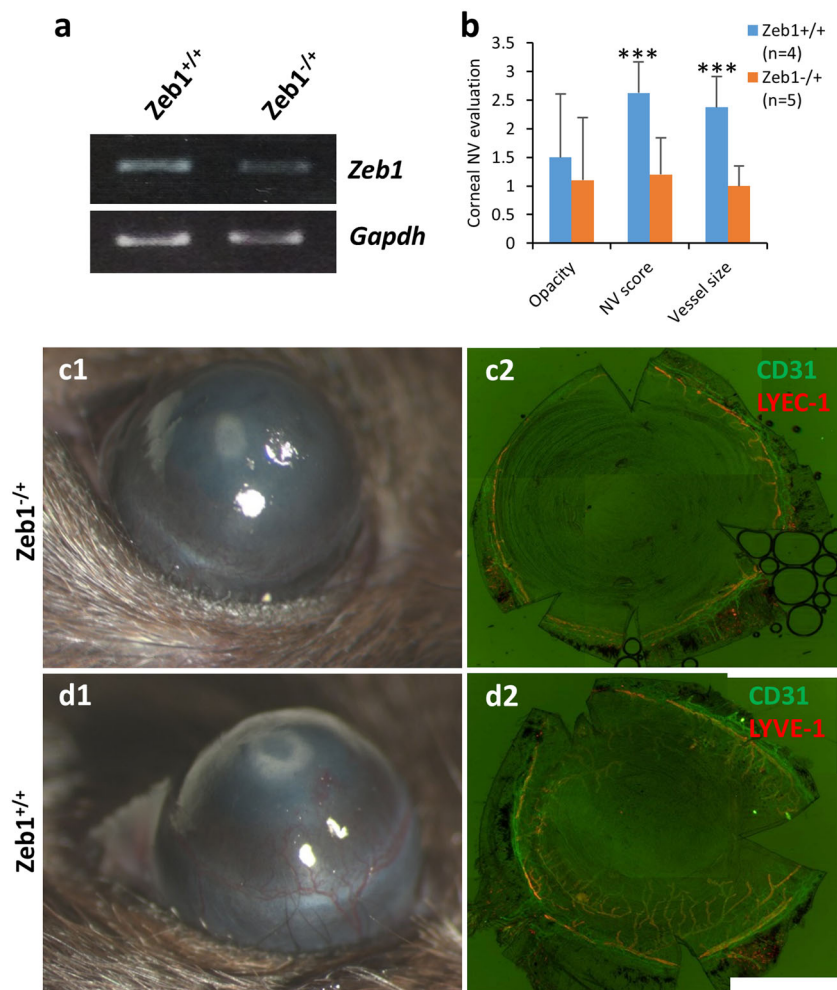 a
Zeb1+/+
Zeb1-/+
Zeb1
Gapdh
b
Corneal NV evaluation
3.5
3
2.5
2
1.5
1
0.5
0
***
***
Opacity
NV score
Vessel size
Zeb1+/+
(n=4)
Zeb1-/+
(n=5)
Zeb1-/+
c1
c2
CD31
LYEC-1
Zeb1+/+
d1
d2
CD31
LYVE-1